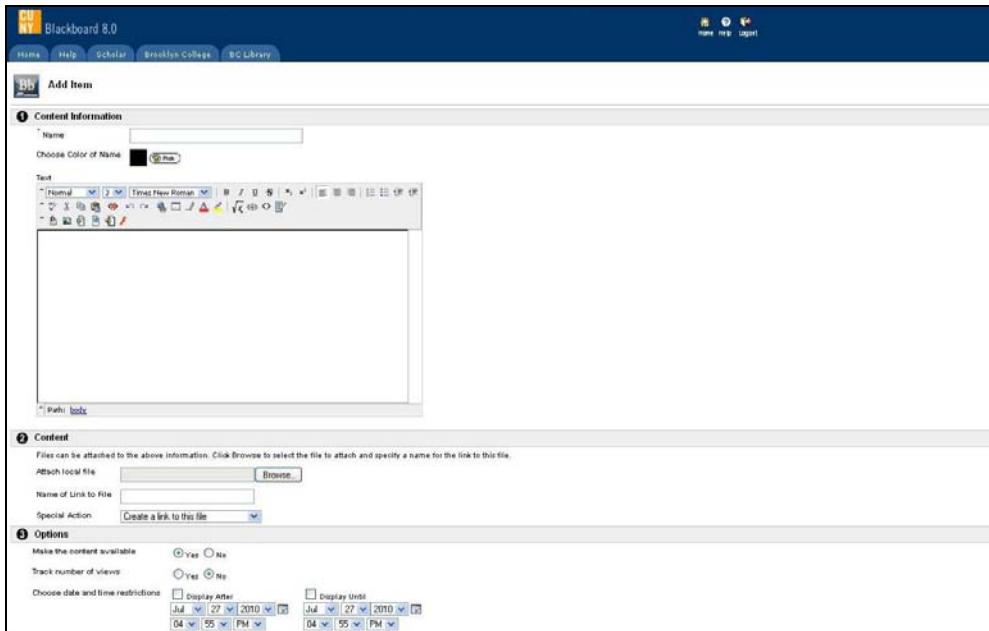 CU
NY Blackboard 8.0
Home Help Logout
Home Help Scholar Brooklyn College BC Library
Bb Add Item
1 Content Information
* Name
Choose Color of Name Pick
Text
Normal 3 Times New Roman B I U S
Path: body
2 Content
Files can be attached to the above information. Click Browse to select the file to attach and specify a name for the link to this file.
Attach local file Browse...
Name of Link to File
Special Action Create a link to this file
3 Options
Make the content available Yes No
Track number of views Yes No
Choose date and time restrictions Display After Display Until
Jul 27 2010 Jul 27 2010
04 55 PM 04 55 PM